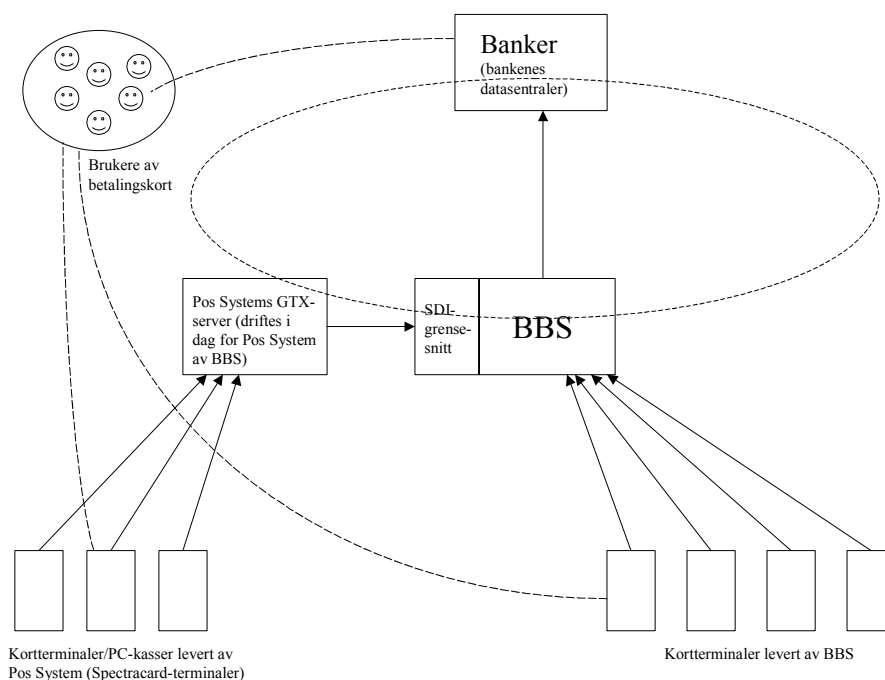 Banker
(bankenes
datasentraler)
Brukere av
betalingskort
Pos Systems GTX-
server (driftes i
dag for Pos System
av BBS)
SDI-
grense-
snitt
BBS
Kortterminaler/PC-kasser levert av
Pos System (Spectracard-terminaler)
Kortterminaler levert av BBS